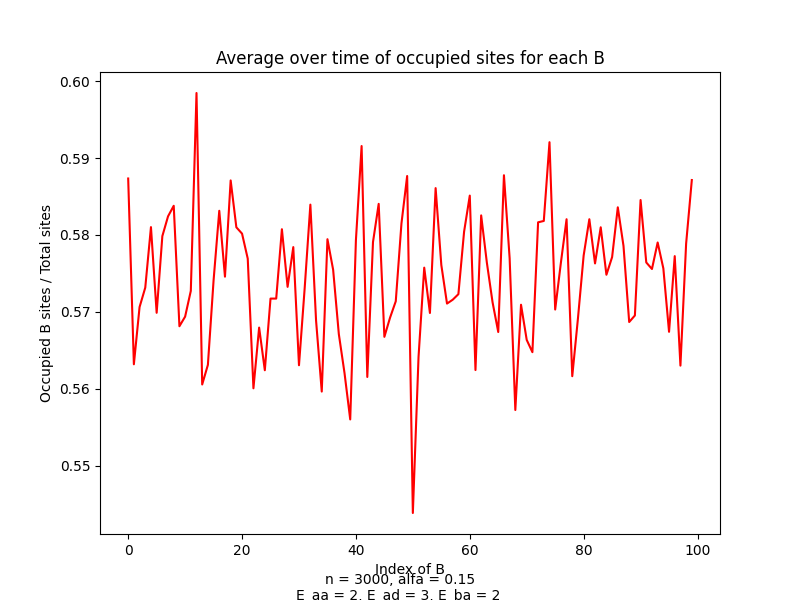 Average over time of occupied sites for each B
0.60
0.59
0.58
0.57
0.56
0.55
Occupied B sites / Total sites
0 20 40 60 80 100
Index of B
n = 3000, alfa = 0.15
E_aa = 2, E_ad = 3, E_ba = 2